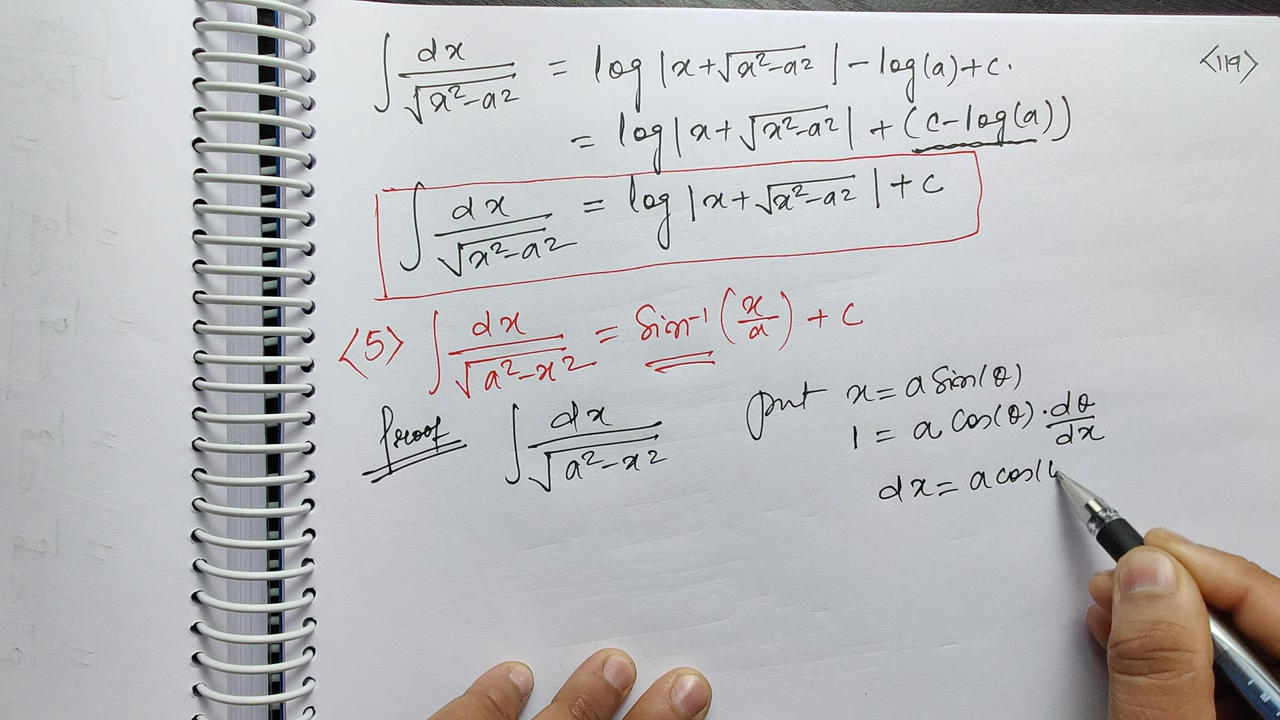 ∫ dx/√(x²-a²) = log |x+√(x²-a²)| - log(a)+c.
<119>
= log|x+√(x²-a²)| + (c-log(a))
∫ dx/√(x²-a²) = log |x+√(x²-a²)| + c
<5> ∫ dx/√(a²-x²) = Sin⁻¹(x/a) + c
Proof ∫ dx/√(a²-x²) put x = a Sin(θ)
1 = a Cos(θ)·dθ/dx
dx = a cos(